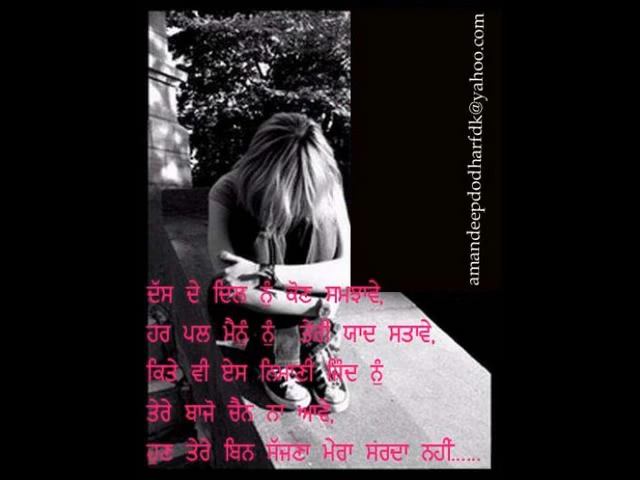 ਦੱਸ ਦੇ ਦਿਲ ਨੂੰ ਕੌਣ ਸਮਝਾਵੇ,
ਹਰ ਪਲ ਮੈਨੂੰ ਨੂੰ ਤੇਰੀ ਯਾਦ ਸਤਾਵੇ,
ਕਿਤੇ ਵੀ ਏਸ ਨਿਮਾਣੀ ਜਿੰਦ ਨੂੰ
ਤੇਰੇ ਬਾਜੋ ਚੈਨ ਨਾ ਆਵੇ,
ਹੁਣ ਤੇਰੇ ਬਿਨ ਸੱਜਣਾ ਮੇਰਾ ਸਰਦਾ ਨਹੀਂ......
amandeepdodharfdk@yahoo.com